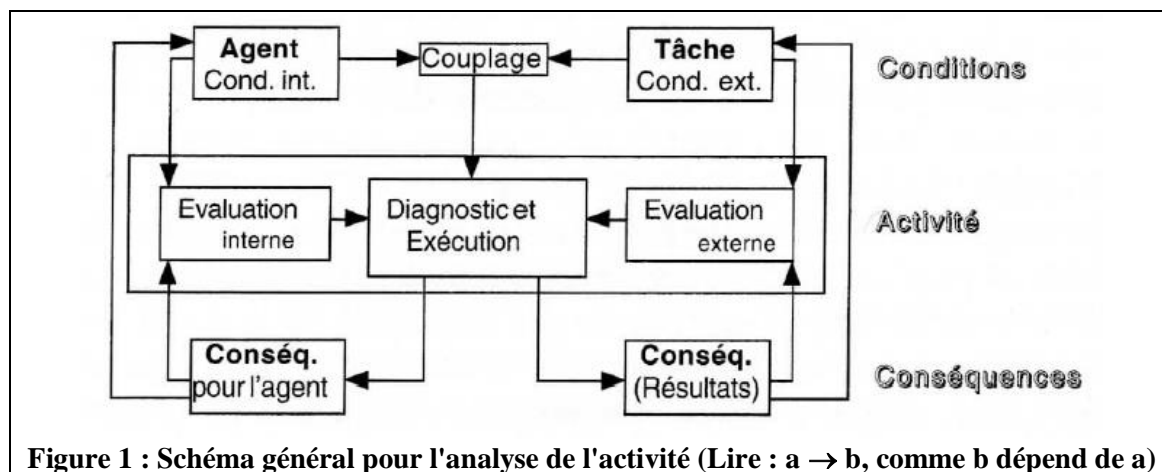 Agent
Cond. int.
Couplage
Tâche
Cond. ext.
Conditions
Evaluation
interne
Diagnostic et
Exécution
Evaluation
externe
Activité
Conséq.
pour l'agent
Conséq.
(Résultats)
Conséquences
Figure 1 : Schéma général pour l'analyse de l'activité (Lire : a → b, comme b dépend de a)